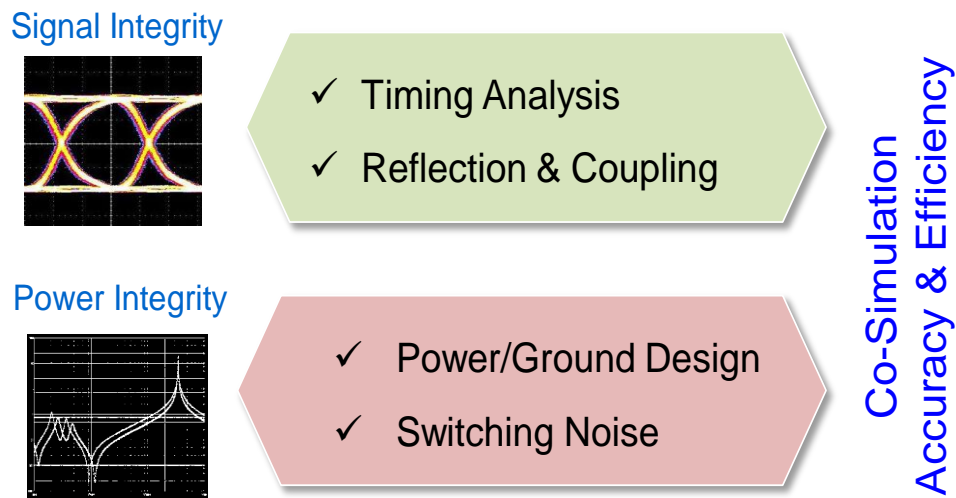 Signal Integrity
✓ Timing Analysis
✓ Reflection & Coupling
Power Integrity
✓ Power/Ground Design
✓ Switching Noise
Co-Simulation
Accuracy & Efficiency